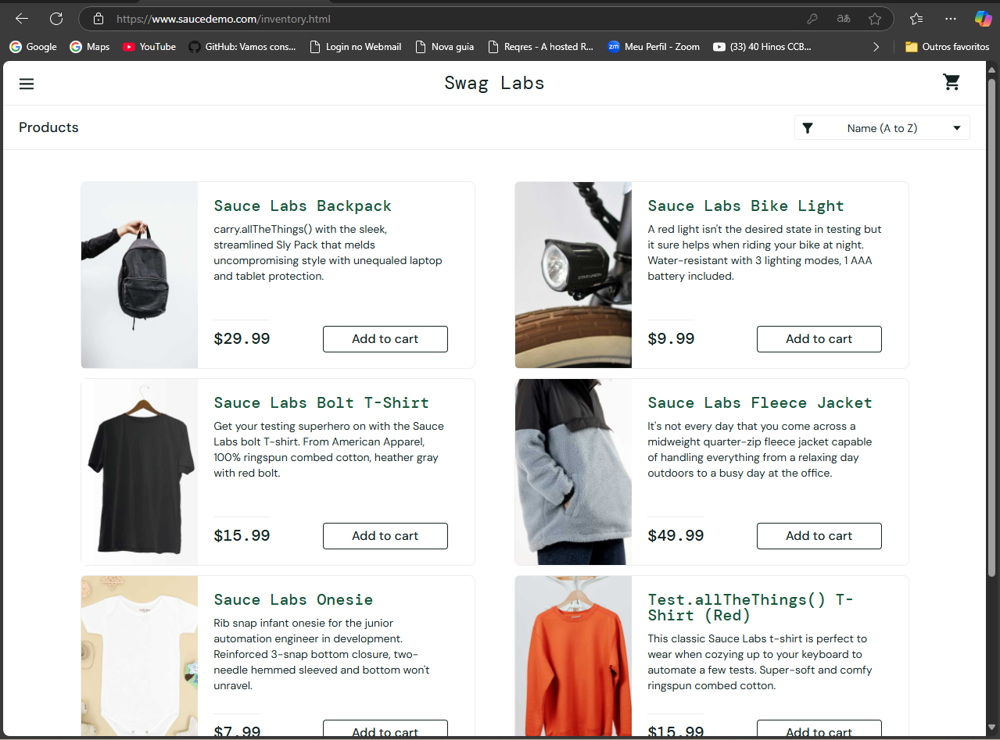 https://www.saucedemo.com/inventory.html
aあ
Google
Maps
YouTube
GitHub: Vamos cons...
Login no Webmail
Nova guia
Reqres - A hosted R...
zm
Meu Perfil - Zoom
(33) 40 Hinos CCB...
Outros favoritos
Swag Labs
Products
Name (A to Z)
Sauce Labs Backpack
carry.allTheThings() with the sleek,
streamlined Sly Pack that melds
uncompromising style with unequaled laptop
and tablet protection.
$29.99
Add to cart
Sauce Labs Bike Light
A red light isn't the desired state in testing but
it sure helps when riding your bike at night.
Water-resistant with 3 lighting modes, 1 AAA
battery included.
$9.99
Add to cart
Sauce Labs Bolt T-Shirt
Get your testing superhero on with the Sauce
Labs bolt T-shirt. From American Apparel,
100% ringspun combed cotton, heather gray
with red bolt.
$15.99
Add to cart
Sauce Labs Fleece Jacket
It's not every day that you come across a
midweight quarter-zip fleece jacket capable
of handling everything from a relaxing day
outdoors to a busy day at the office.
$49.99
Add to cart
Sauce Labs Onesie
Rib snap infant onesie for the junior
automation engineer in development.
Reinforced 3-snap bottom closure, two-
needle hemmed sleeved and bottom won't
unravel.
$7.99
Add to cart
Test.allTheThings() T-
Shirt (Red)
This classic Sauce Labs t-shirt is perfect to
wear when cozying up to your keyboard to
automate a few tests. Super-soft and comfy
ringspun combed cotton.
$15.99
Add to cart